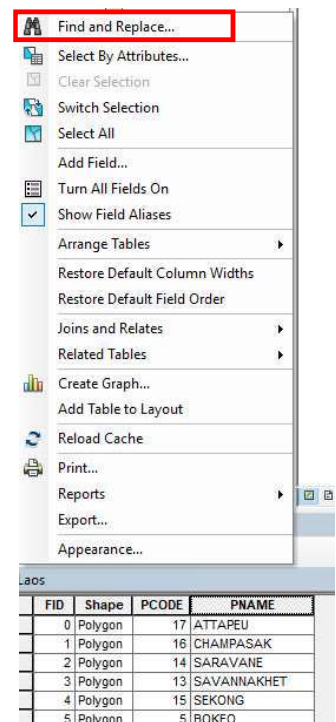 Find and Replace...
Select By Attributes...
Clear Selection
Switch Selection
Select All
Add Field...
Turn All Fields On
Show Field Aliases
Arrange Tables
Restore Default Column Widths
Restore Default Field Order
Joins and Relates
Related Tables
Create Graph...
Add Table to Layout
Reload Cache
Print...
Reports
Export...
Appearance...
Laos
FID Shape PCODE PNAME
0 Polygon 17 ATTAPEU
1 Polygon 16 CHAMPASAK
2 Polygon 14 SARAVANE
3 Polygon 13 SAVANNAKHET
4 Polygon 15 SEKONG
5 Polygon 5 BOKEO